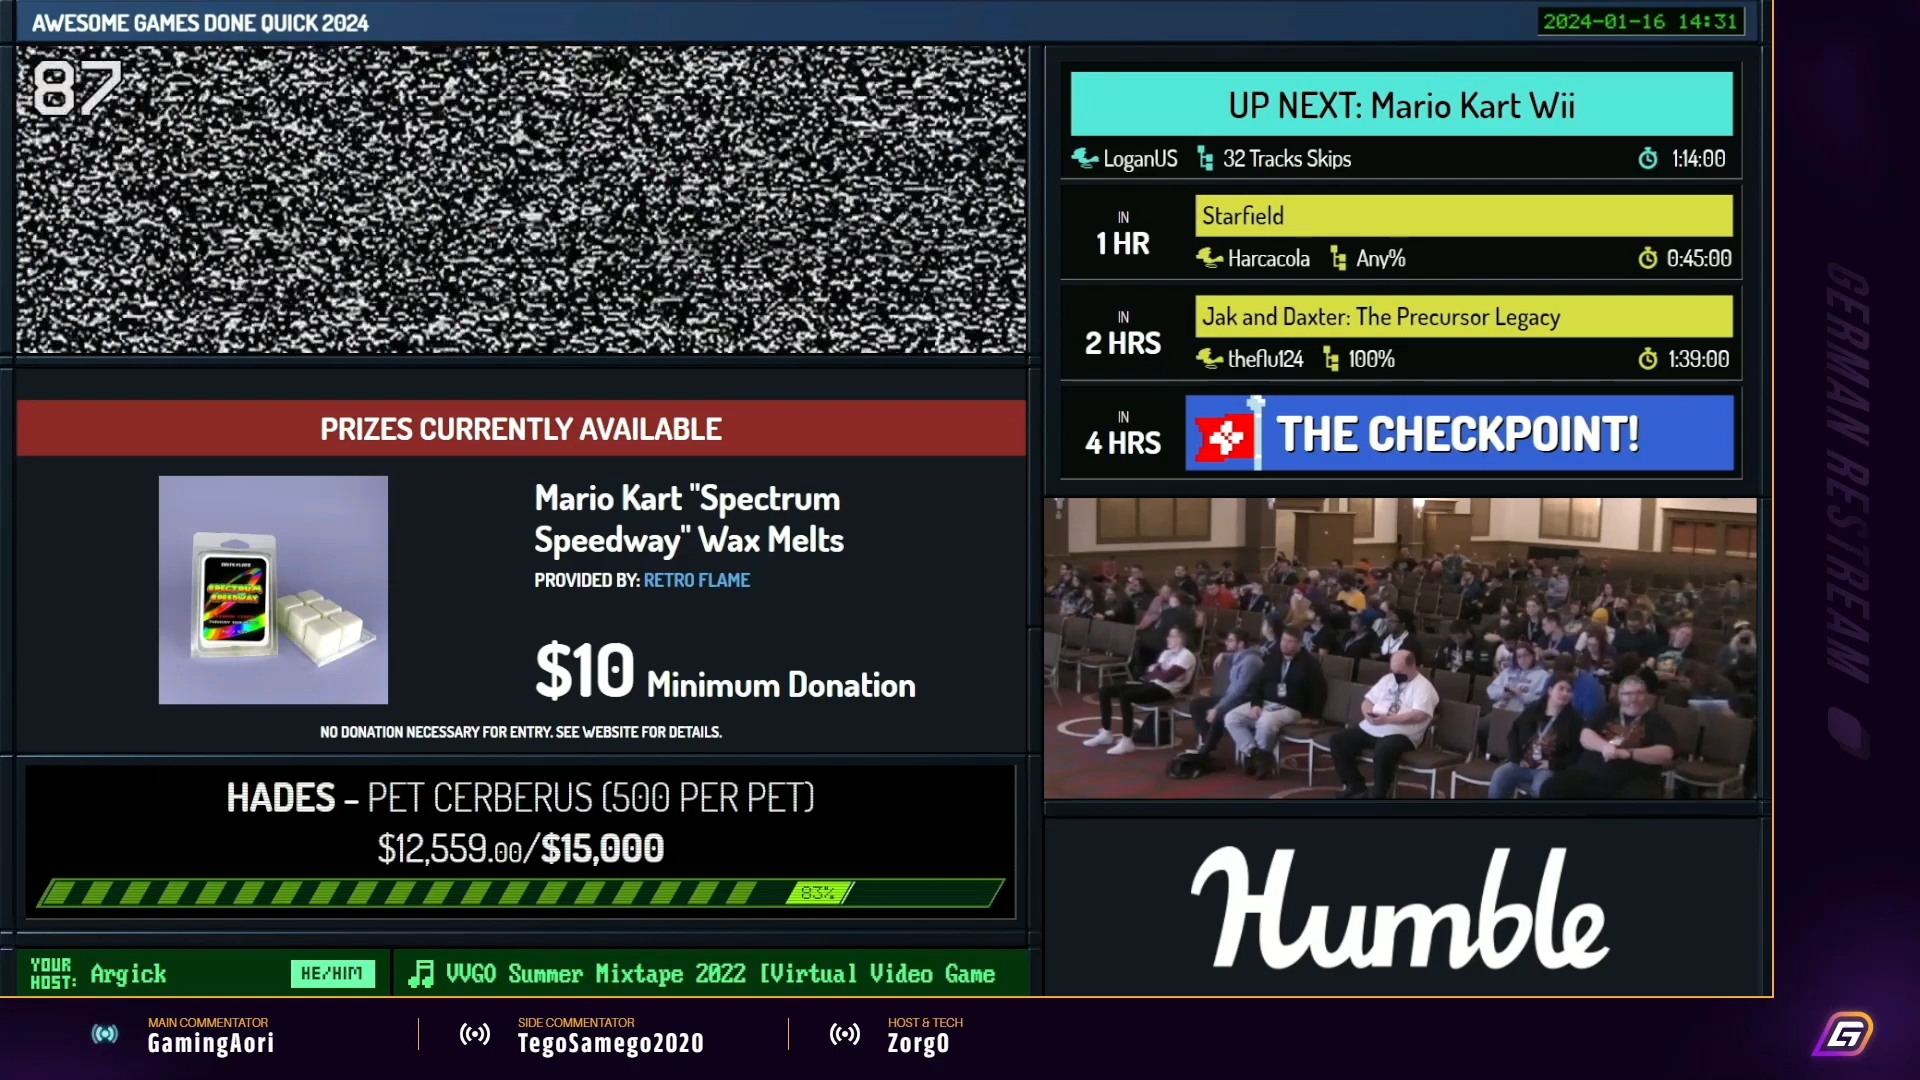 AWESOME GAMES DONE QUICK 2024
2024-01-16 14:31
87
UP NEXT: Mario Kart Wii
LoganUS 32 Tracks Skips 1:14:00
IN
1 HR
Starfield
Harcacola Any% 0:45:00
IN
2 HRS
Jak and Daxter: The Precursor Legacy
theflu124 100% 1:39:00
IN
4 HRS
THE CHECKPOINT!
PRIZES CURRENTLY AVAILABLE
SPECTRUM
SPEEDWAY
Mario Kart "Spectrum
Speedway" Wax Melts
PROVIDED BY: RETRO FLAME
$10 Minimum Donation
NO DONATION NECESSARY FOR ENTRY. SEE WEBSITE FOR DETAILS.
HADES – PET CERBERUS (500 PER PET)
$12,559.00/$15,000
83%
Humble
YOUR
HOST: Argick HE/HIM
VVGO Summer Mixtape 2022 [Virtual Video Game
MAIN COMMENTATOR
GamingAori
SIDE COMMENTATOR
TegoSamego2020
HOST & TECH
ZorgO
GERMAN RESTREAM